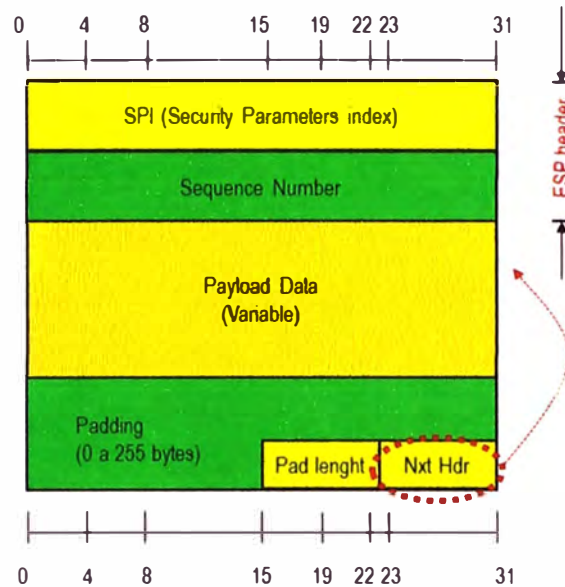 0 4 8 15 19 22 23 31
SPI (Security Parameters index)
ESP header
Sequence Number
Payload Data
(Variable)
Padding
(0 a 255 bytes)
Pad lenght
Nxt Hdr
0 4 8 15 19 22 23 31